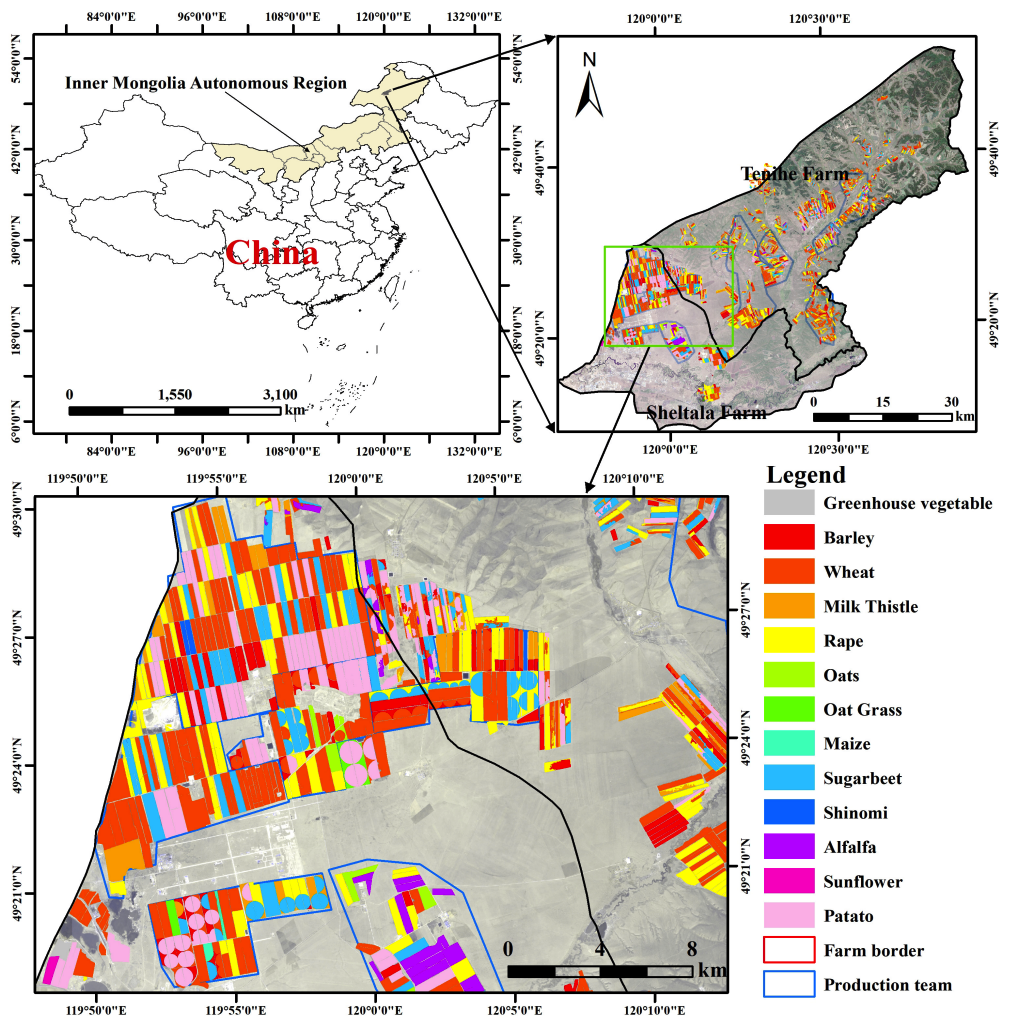 84°0'0"E 96°0'0"E 108°0'0"E 120°0'0"E 132°0'0"E
54°0'0"N
42°0'0"N
30°0'0"N
18°0'0"N
6°0'0"N
Inner Mongolia Autonomous Region
China
0 1,550 3,100
km
54°0'0"N
42°0'0"N
30°0'0"N
18°0'0"N
6°0'0"N
84°0'0"E 96°0'0"E 108°0'0"E 120°0'0"E 132°0'0"E
120°0'0"E 120°30'0"E
N
49°40'0"N
49°20'0"N
Tenihe Farm
Sheltala Farm
0 15 30
km
49°40'0"N
49°20'0"N
120°0'0"E 120°30'0"E
119°50'0"E 119°55'0"E 120°0'0"E 120°5'0"E 120°10'0"E
49°30'0"N
49°27'0"N
49°24'0"N
49°21'0"N
0 4 8
km
49°27'0"N
49°24'0"N
49°21'0"N
119°50'0"E 119°55'0"E 120°0'0"E 120°5'0"E 120°10'0"E
Legend
Greenhouse vegetable
Barley
Wheat
Milk Thistle
Rape
Oats
Oat Grass
Maize
Sugarbeet
Shinomi
Alfalfa
Sunflower
Patato
Farm border
Production team